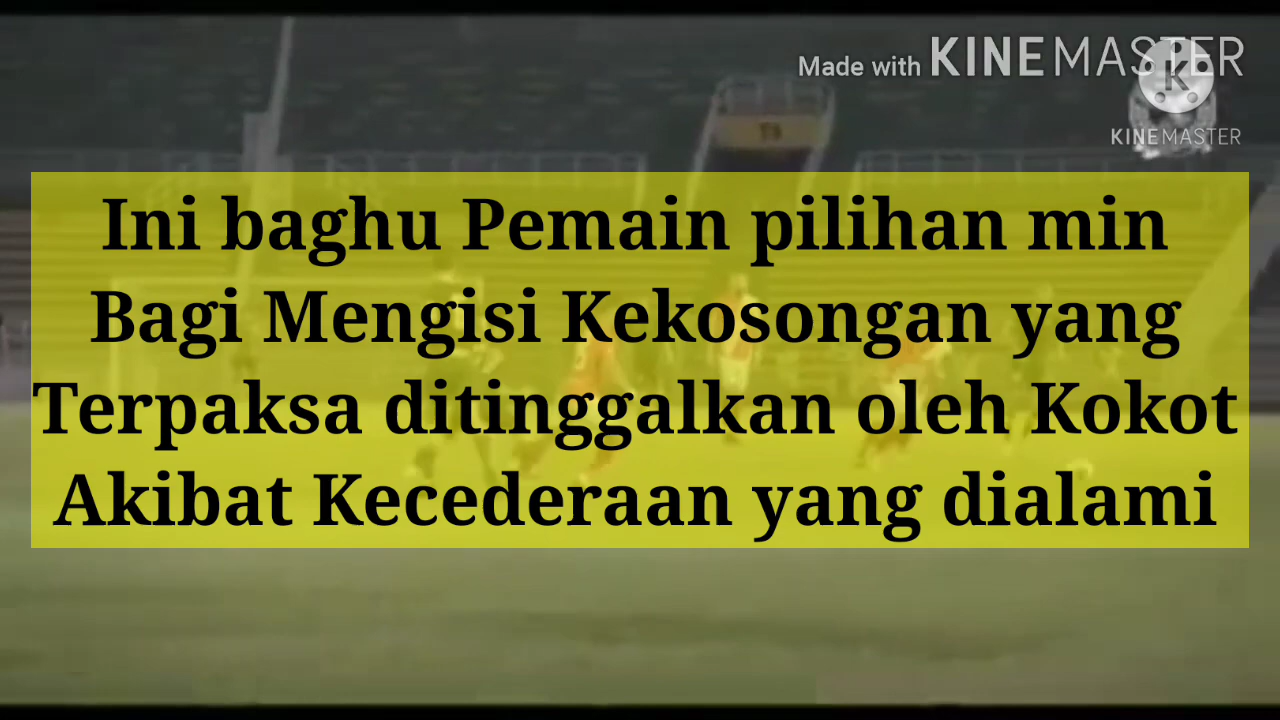 Made with KINEMASTER
K
KINEMASTER
T9
Ini baghu Pemain pilihan min
Bagi Mengisi Kekosongan yang
Terpaksa ditinggalkan oleh Kokot
Akibat Kecederaan yang dialami